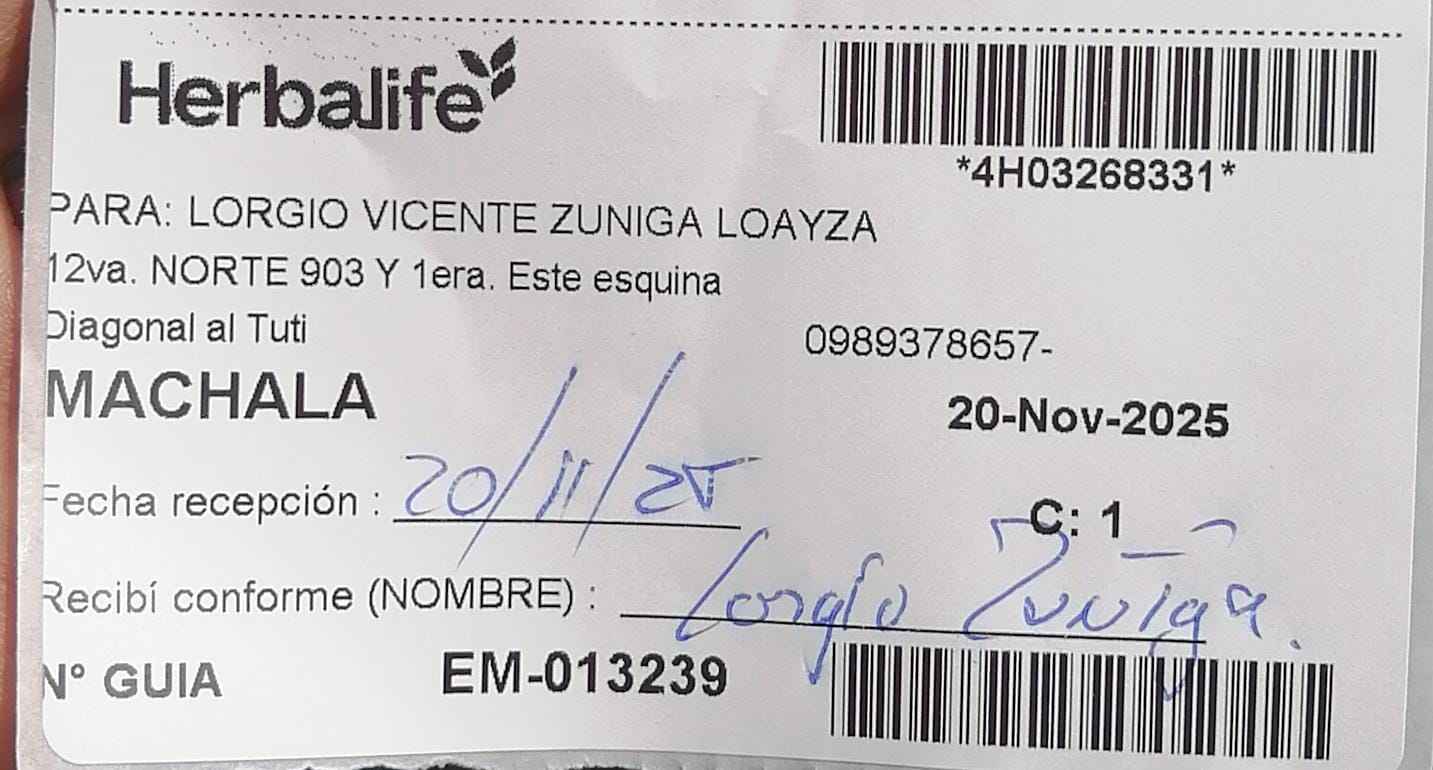 Herbalife
*4H03268331*
PARA: LORGIO VICENTE ZUNIGA LOAYZA
12va. NORTE 903 Y 1era. Este esquina
Diagonal al Tuti
0989378657-
MACHALA
20-Nov-2025
Fecha recepción : 20/11/25
C: 1
Recibí conforme (NOMBRE) : Lorgio Zuñiga.
N° GUIA EM-013239